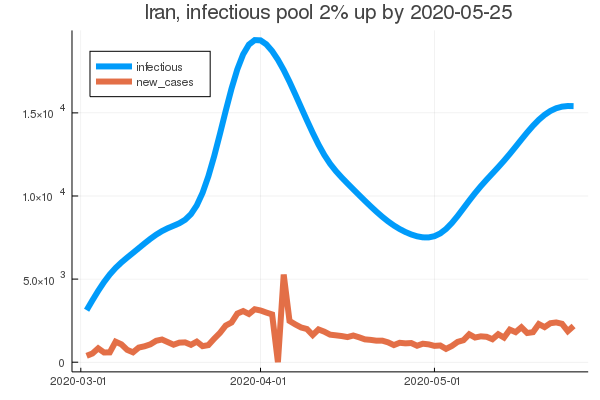 Iran, infectious pool 2% up by 2020-05-25
infectious
new_cases
1.5×10⁴
1.0×10⁴
5.0×10³
0
2020-03-01 2020-04-01 2020-05-01